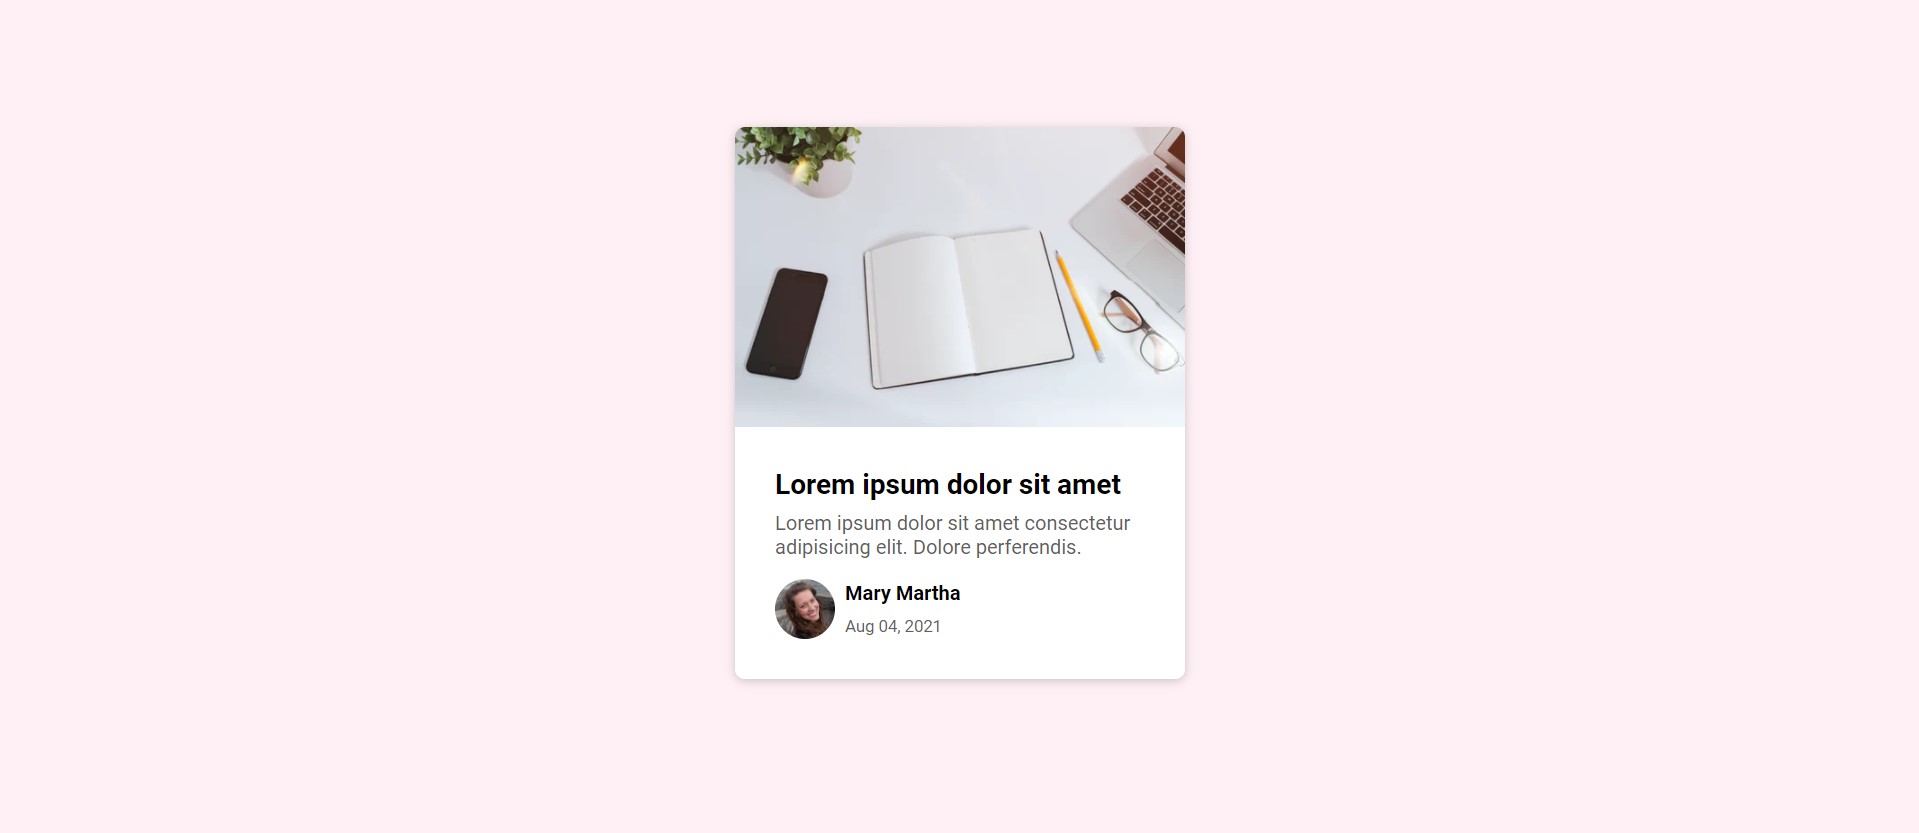 Lorem ipsum dolor sit amet
Lorem ipsum dolor sit amet consectetur
adipisicing elit. Dolore perferendis.
Mary Martha
Aug 04, 2021